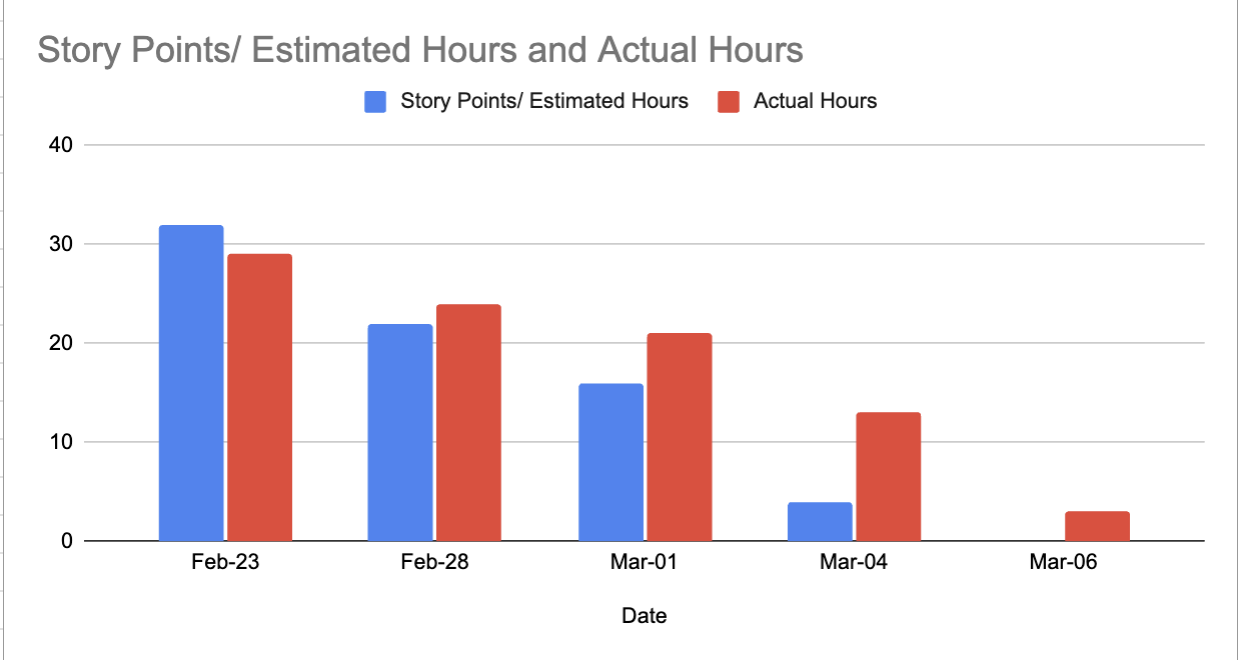 Story Points/ Estimated Hours and Actual Hours
Story Points/ Estimated Hours Actual Hours
40
30
20
10
0
Feb-23 Feb-28 Mar-01 Mar-04 Mar-06
Date